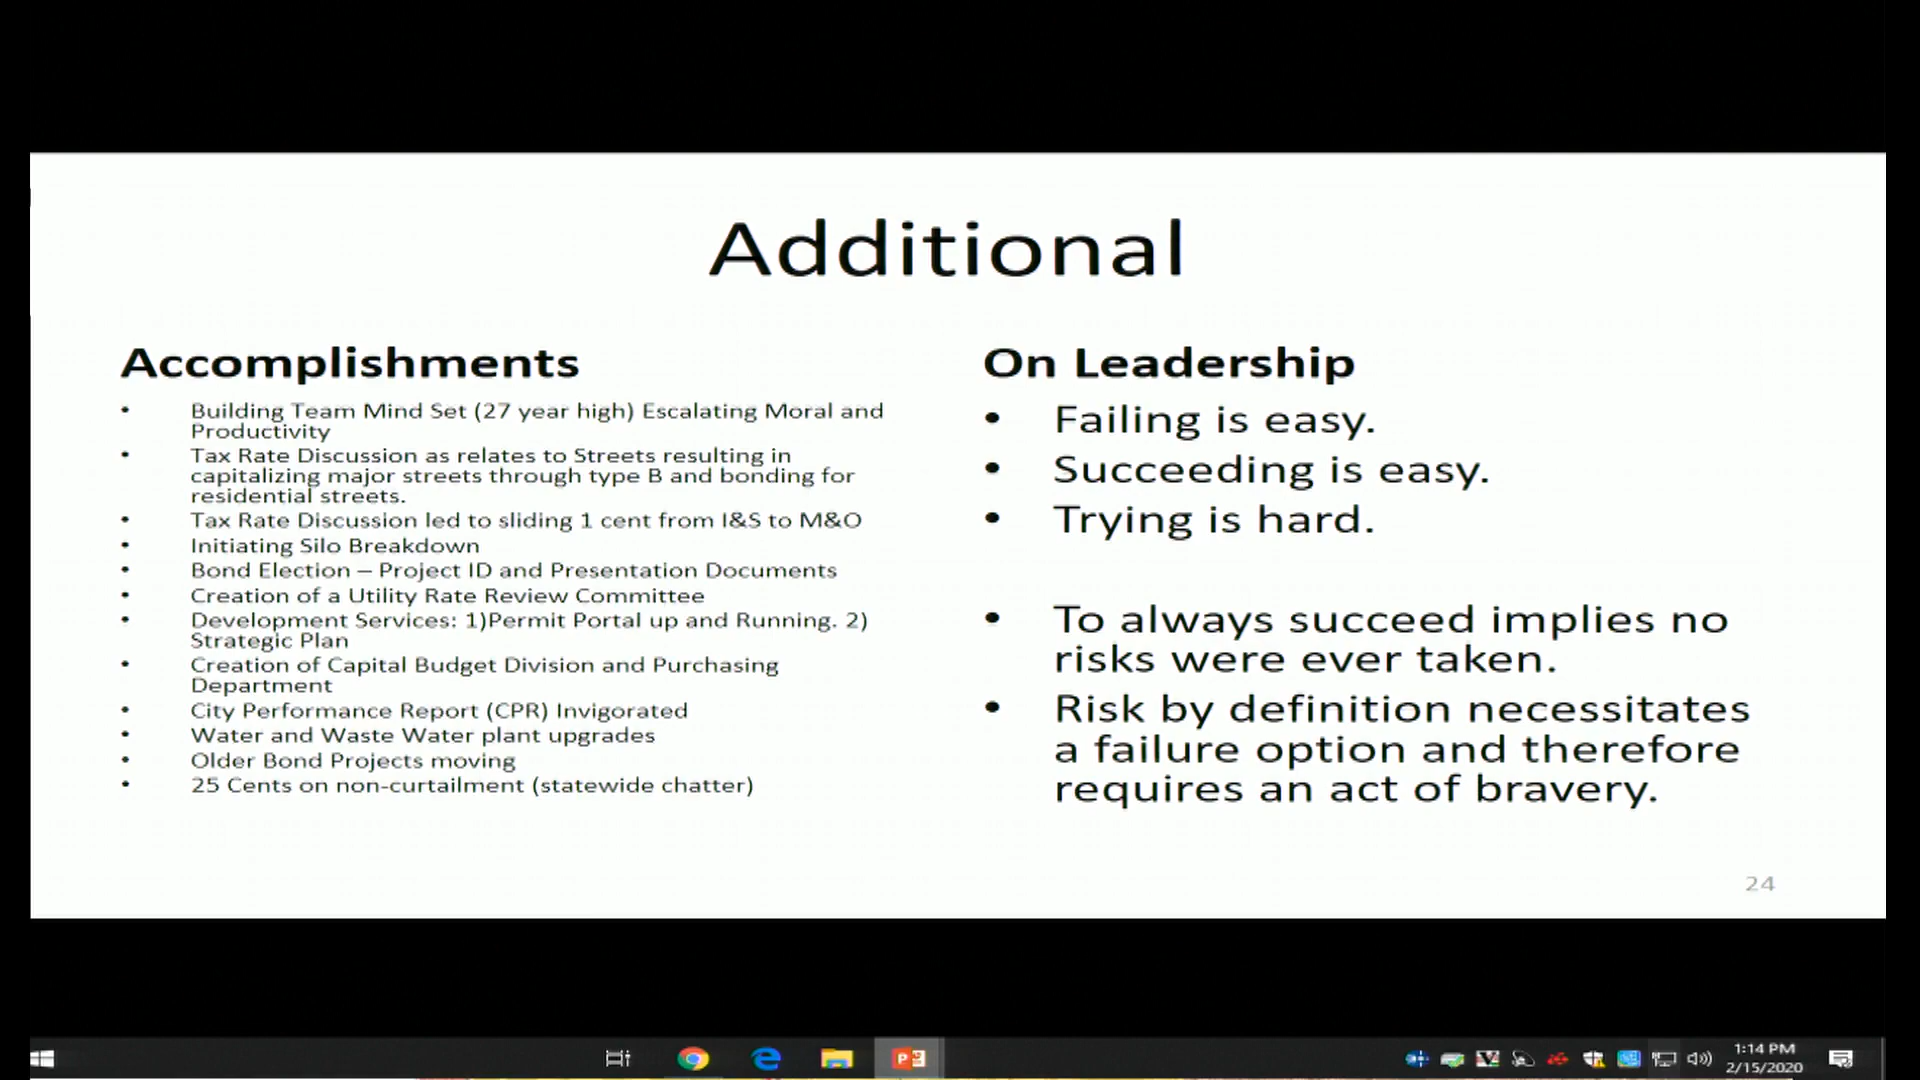 Additional
Accomplishments
• Building Team Mind Set (27 year high) Escalating Moral and
Productivity
• Tax Rate Discussion as relates to Streets resulting in
capitalizing major streets through type B and bonding for
residential streets.
• Tax Rate Discussion led to sliding 1 cent from I&S to M&O
• Initiating Silo Breakdown
• Bond Election – Project ID and Presentation Documents
• Creation of a Utility Rate Review Committee
• Development Services: 1)Permit Portal up and Running. 2)
Strategic Plan
• Creation of Capital Budget Division and Purchasing
Department
• City Performance Report (CPR) Invigorated
• Water and Waste Water plant upgrades
• Older Bond Projects moving
• 25 Cents on non-curtailment (statewide chatter)
On Leadership
• Failing is easy.
• Succeeding is easy.
• Trying is hard.
• To always succeed implies no
risks were ever taken.
• Risk by definition necessitates
a failure option and therefore
requires an act of bravery.
24
1:14 PM
2/15/2020